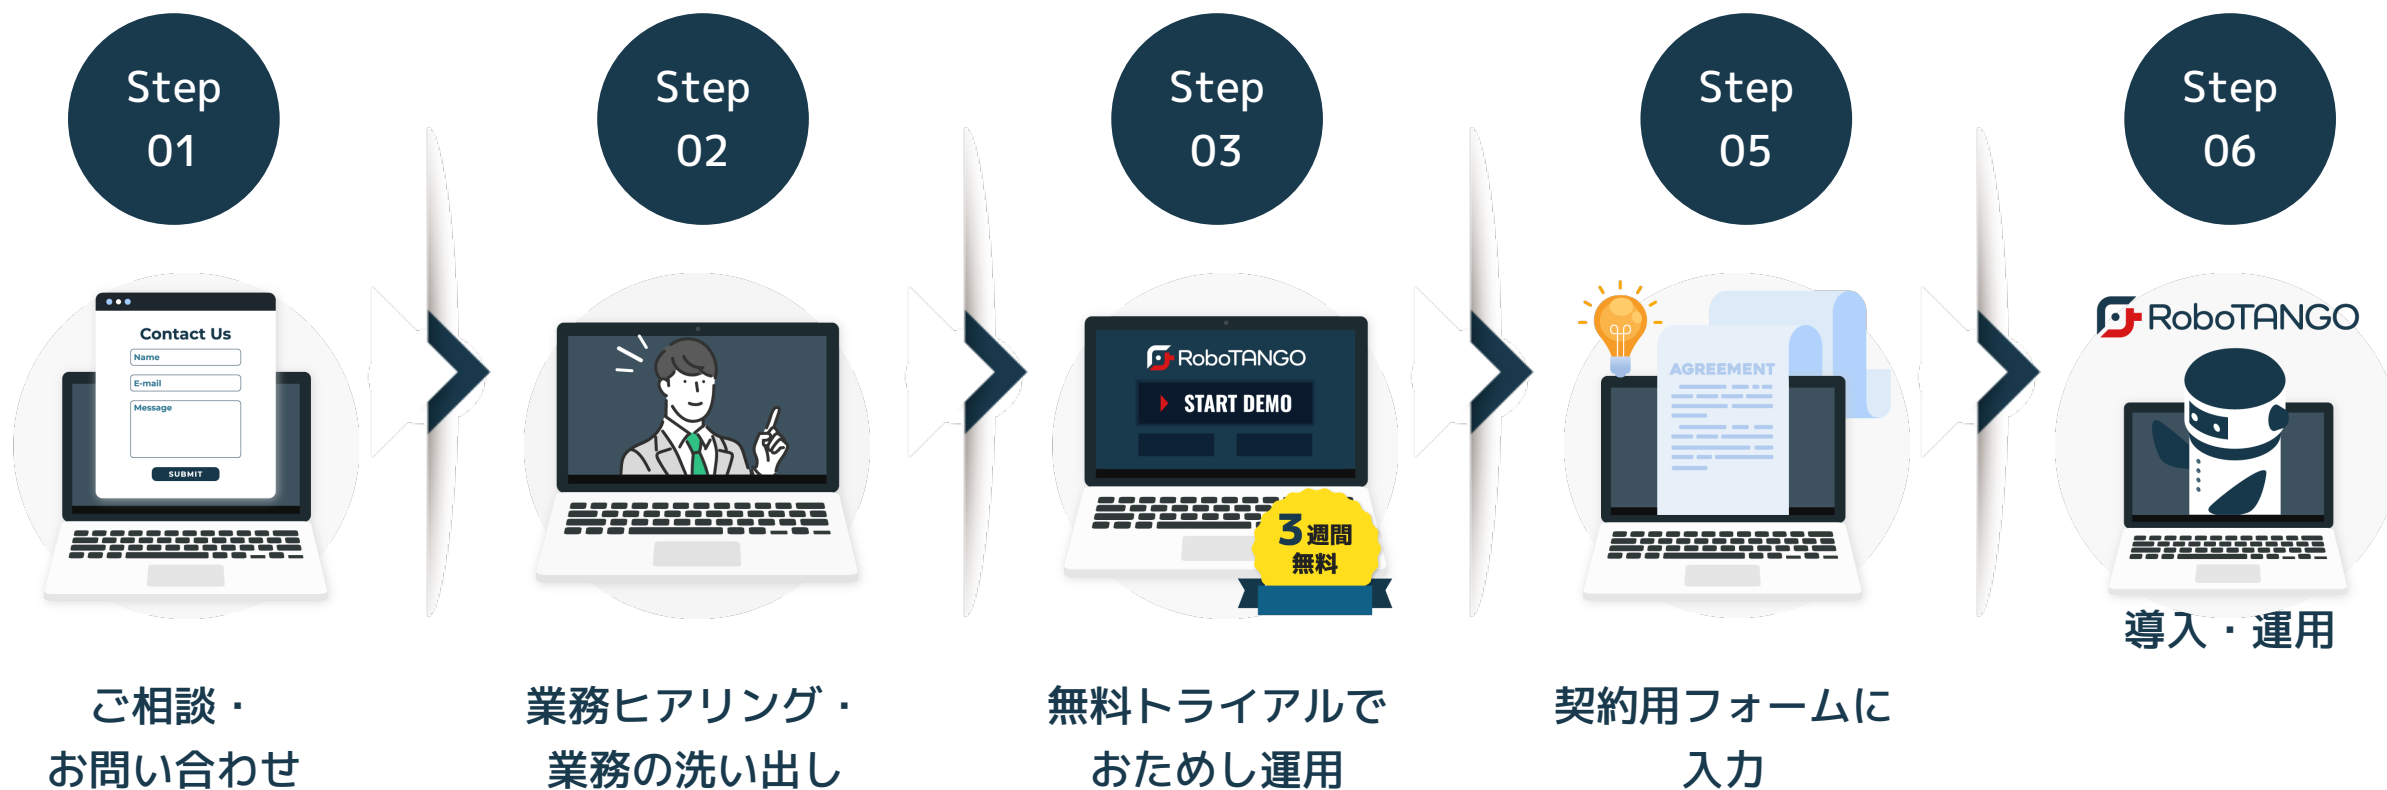 Step
01
Contact Us
Name
E-mail
Message
SUBMIT
ご相談・
お問い合わせ
Step
02
業務ヒアリング・
業務の洗い出し
Step
03
RoboTANGO
START DEMO
3週間
無料
無料トライアルで
おためし運用
Step
05
AGREEMENT
契約用フォームに
入力
Step
06
RoboTANGO
導入・運用